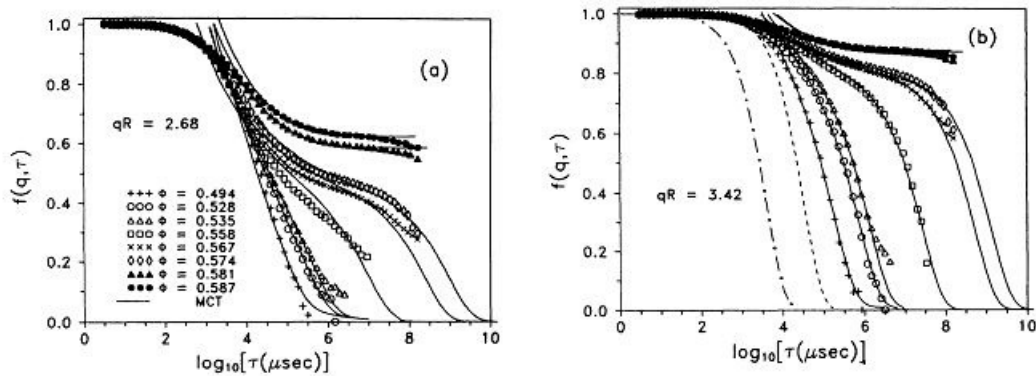 1.0
0.8
0.6
0.4
0.2
0.0
f(q,τ)
(a)
qR = 2.68
+++ Φ = 0.494
○○○ Φ = 0.528
△△△ Φ = 0.535
□□□ Φ = 0.558
××× Φ = 0.567
◇◇◇ Φ = 0.574
▲▲▲ Φ = 0.581
●●● Φ = 0.587
—— MCT
0 2 4 6 8 10
log₁₀[τ(μsec)]
1.0
0.8
0.6
0.4
0.2
0.0
f(q,τ)
(b)
qR = 3.42
0 2 4 6 8 10
log₁₀[τ(μsec)]